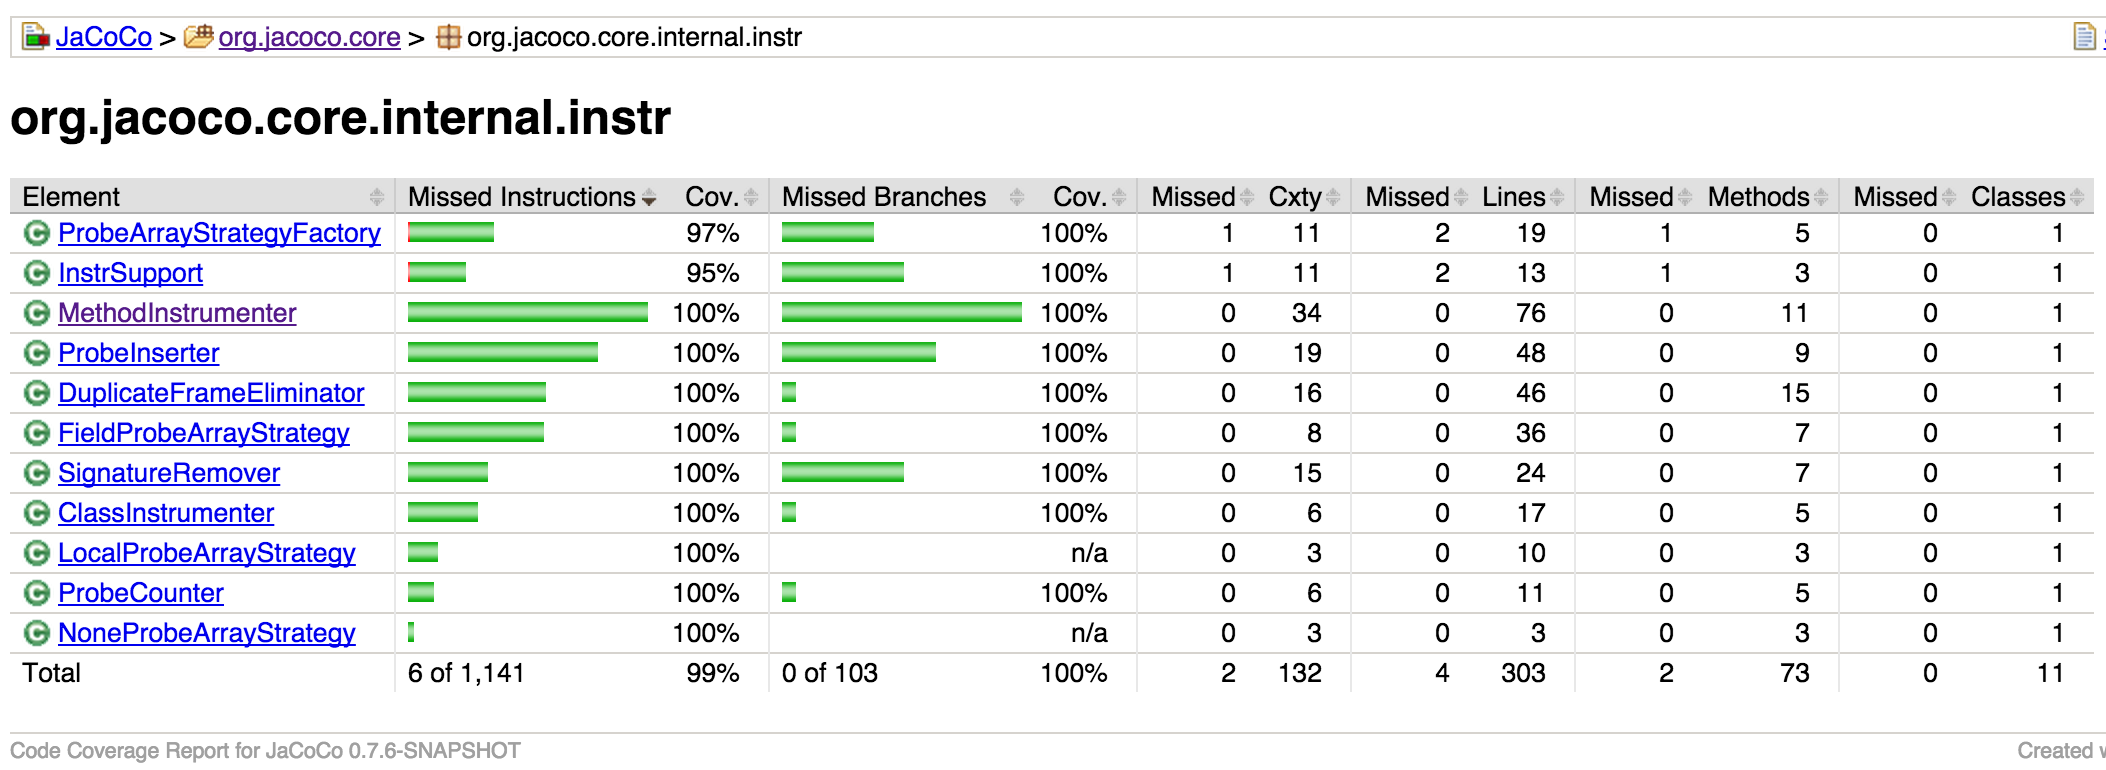 JaCoCo > org.jacoco.core > org.jacoco.core.internal.instr
org.jacoco.core.internal.instr
Element Missed Instructions Cov. Missed Branches Cov. Missed Cxty Missed Lines Missed Methods Missed Classes
ProbeArrayStrategyFactory 97% 100% 1 11 2 19 1 5 0 1
InstrSupport 95% 100% 1 11 2 13 1 3 0 1
MethodInstrumenter 100% 100% 0 34 0 76 0 11 0 1
ProbeInserter 100% 100% 0 19 0 48 0 9 0 1
DuplicateFrameEliminator 100% 100% 0 16 0 46 0 15 0 1
FieldProbeArrayStrategy 100% 100% 0 8 0 36 0 7 0 1
SignatureRemover 100% 100% 0 15 0 24 0 7 0 1
ClassInstrumenter 100% 100% 0 6 0 17 0 5 0 1
LocalProbeArrayStrategy 100% n/a 0 3 0 10 0 3 0 1
ProbeCounter 100% 100% 0 6 0 11 0 5 0 1
NoneProbeArrayStrategy 100% n/a 0 3 0 3 0 3 0 1
Total 6 of 1,141 99% 0 of 103 100% 2 132 4 303 2 73 0 11
Code Coverage Report for JaCoCo 0.7.6-SNAPSHOT Created